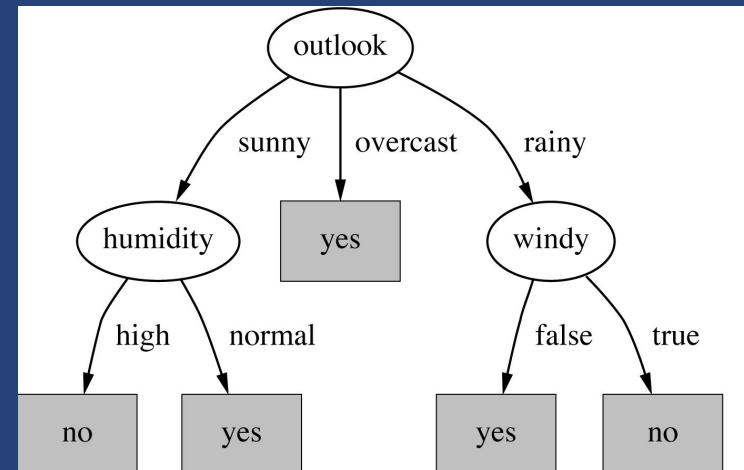 outlook
sunny overcast rainy
humidity yes windy
high normal false true
no yes yes no